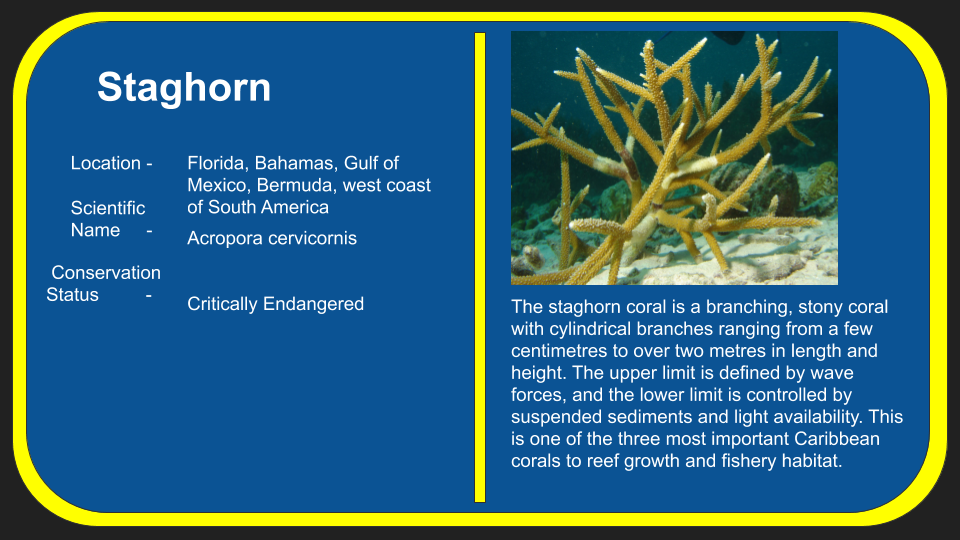 Staghorn
Location -
Florida, Bahamas, Gulf of
Mexico, Bermuda, west coast
of South America
Scientific
Name -
Acropora cervicornis
Conservation
Status -
Critically Endangered
The staghorn coral is a branching, stony coral
with cylindrical branches ranging from a few
centimetres to over two metres in length and
height. The upper limit is defined by wave
forces, and the lower limit is controlled by
suspended sediments and light availability. This
is one of the three most important Caribbean
corals to reef growth and fishery habitat.